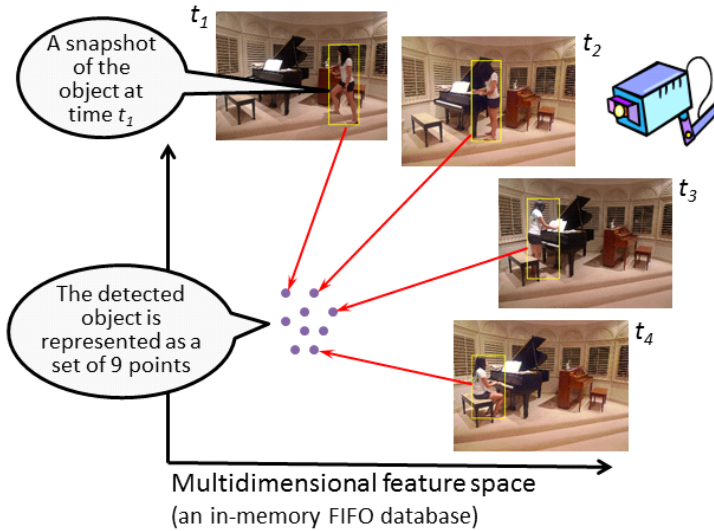 t1
A snapshot
of the
object at
time t1
t2
t3
The detected
object is
represented as a
set of 9 points
t4
Multidimensional feature space
(an in-memory FIFO database)